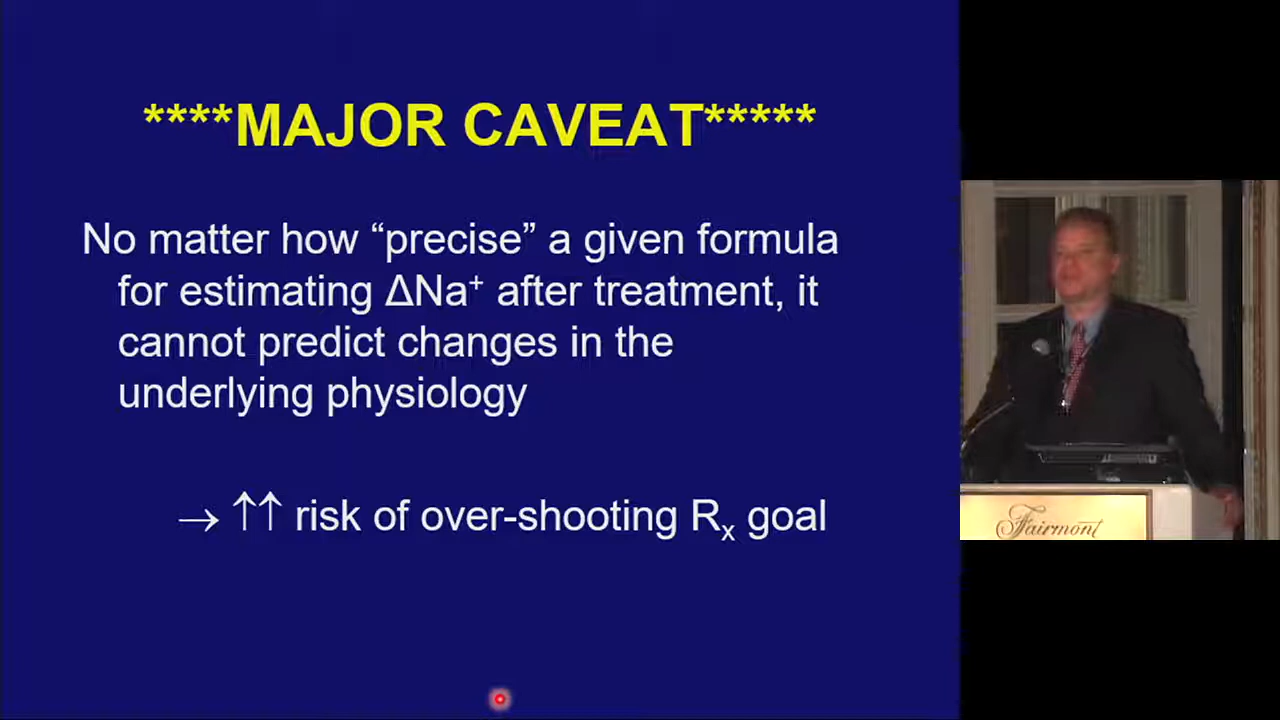 ****MAJOR CAVEAT*****
No matter how “precise” a given formula
for estimating ΔNa⁺ after treatment, it
cannot predict changes in the
underlying physiology
→ ↑↑ risk of over-shooting Rₓ goal
Fairmont